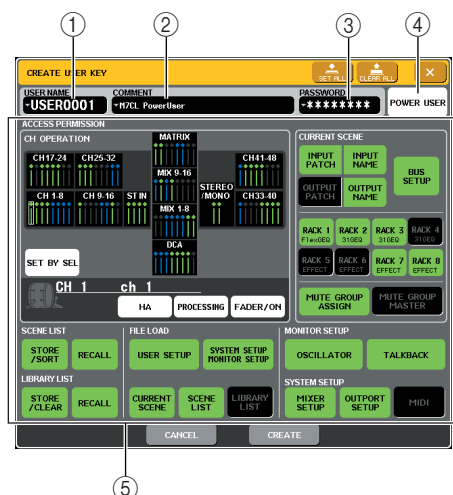 ① ② ③ ④
CREATE USER KEY
SET ALL
CLEAR ALL
×
USER NAME
USER0001
COMMENT
M7CL PowerUser
PASSWORD
********
POWER USER
ACCESS PERMISSION
CH OPERATION
CH17-24
CH25-32
MATRIX
MIX 9-16
CH41-48
CH 1-8
CH 9-16
ST IN
STEREO
/MONO
MIX 1-8
CH33-40
DCA
SET BY SEL
CH 1
ch 1
HA
PROCESSING
FADER/ON
CURRENT SCENE
INPUT
PATCH
INPUT
NAME
OUTPUT
PATCH
OUTPUT
NAME
BUS
SETUP
RACK 1
FlexGEQ
RACK 2
31GEQ
RACK 3
31GEQ
RACK 4
31GEQ
RACK 5
EFFECT
RACK 6
EFFECT
RACK 7
EFFECT
RACK 8
EFFECT
MUTE GROUP
ASSIGN
MUTE GROUP
MASTER
SCENE LIST
STORE
/SORT
RECALL
LIBRARY LIST
STORE
/CLEAR
RECALL
FILE LOAD
USER SETUP
SYSTEM SETUP
MONITOR SETUP
CURRENT
SCENE
SCENE
LIST
LIBRARY
LIST
MONITOR SETUP
OSCILLATOR
TALKBACK
SYSTEM SETUP
MIXER
SETUP
OUTPORT
SETUP
MIDI
CANCEL
CREATE
⑤